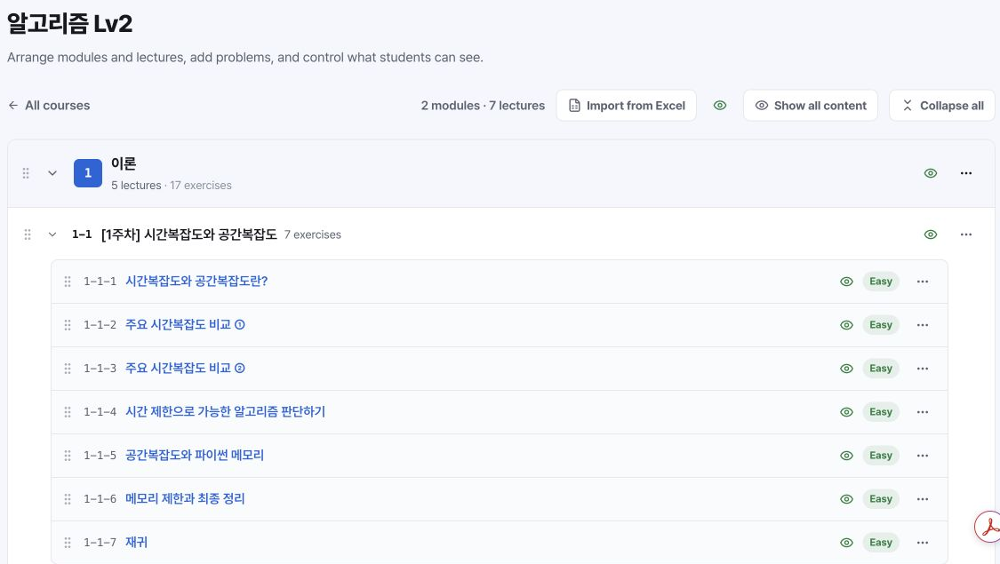 알고리즘 Lv2
Arrange modules and lectures, add problems, and control what students can see.
← All courses 2 modules · 7 lectures Import from Excel Show all content Collapse all
1 이론
5 lectures · 17 exercises
1-1 [1주차] 시간복잡도와 공간복잡도 7 exercises
1-1-1 시간복잡도와 공간복잡도란? Easy
1-1-2 주요 시간복잡도 비교 ① Easy
1-1-3 주요 시간복잡도 비교 ② Easy
1-1-4 시간 제한으로 가능한 알고리즘 판단하기 Easy
1-1-5 공간복잡도와 파이썬 메모리 Easy
1-1-6 메모리 제한과 최종 정리 Easy
1-1-7 재귀 Easy